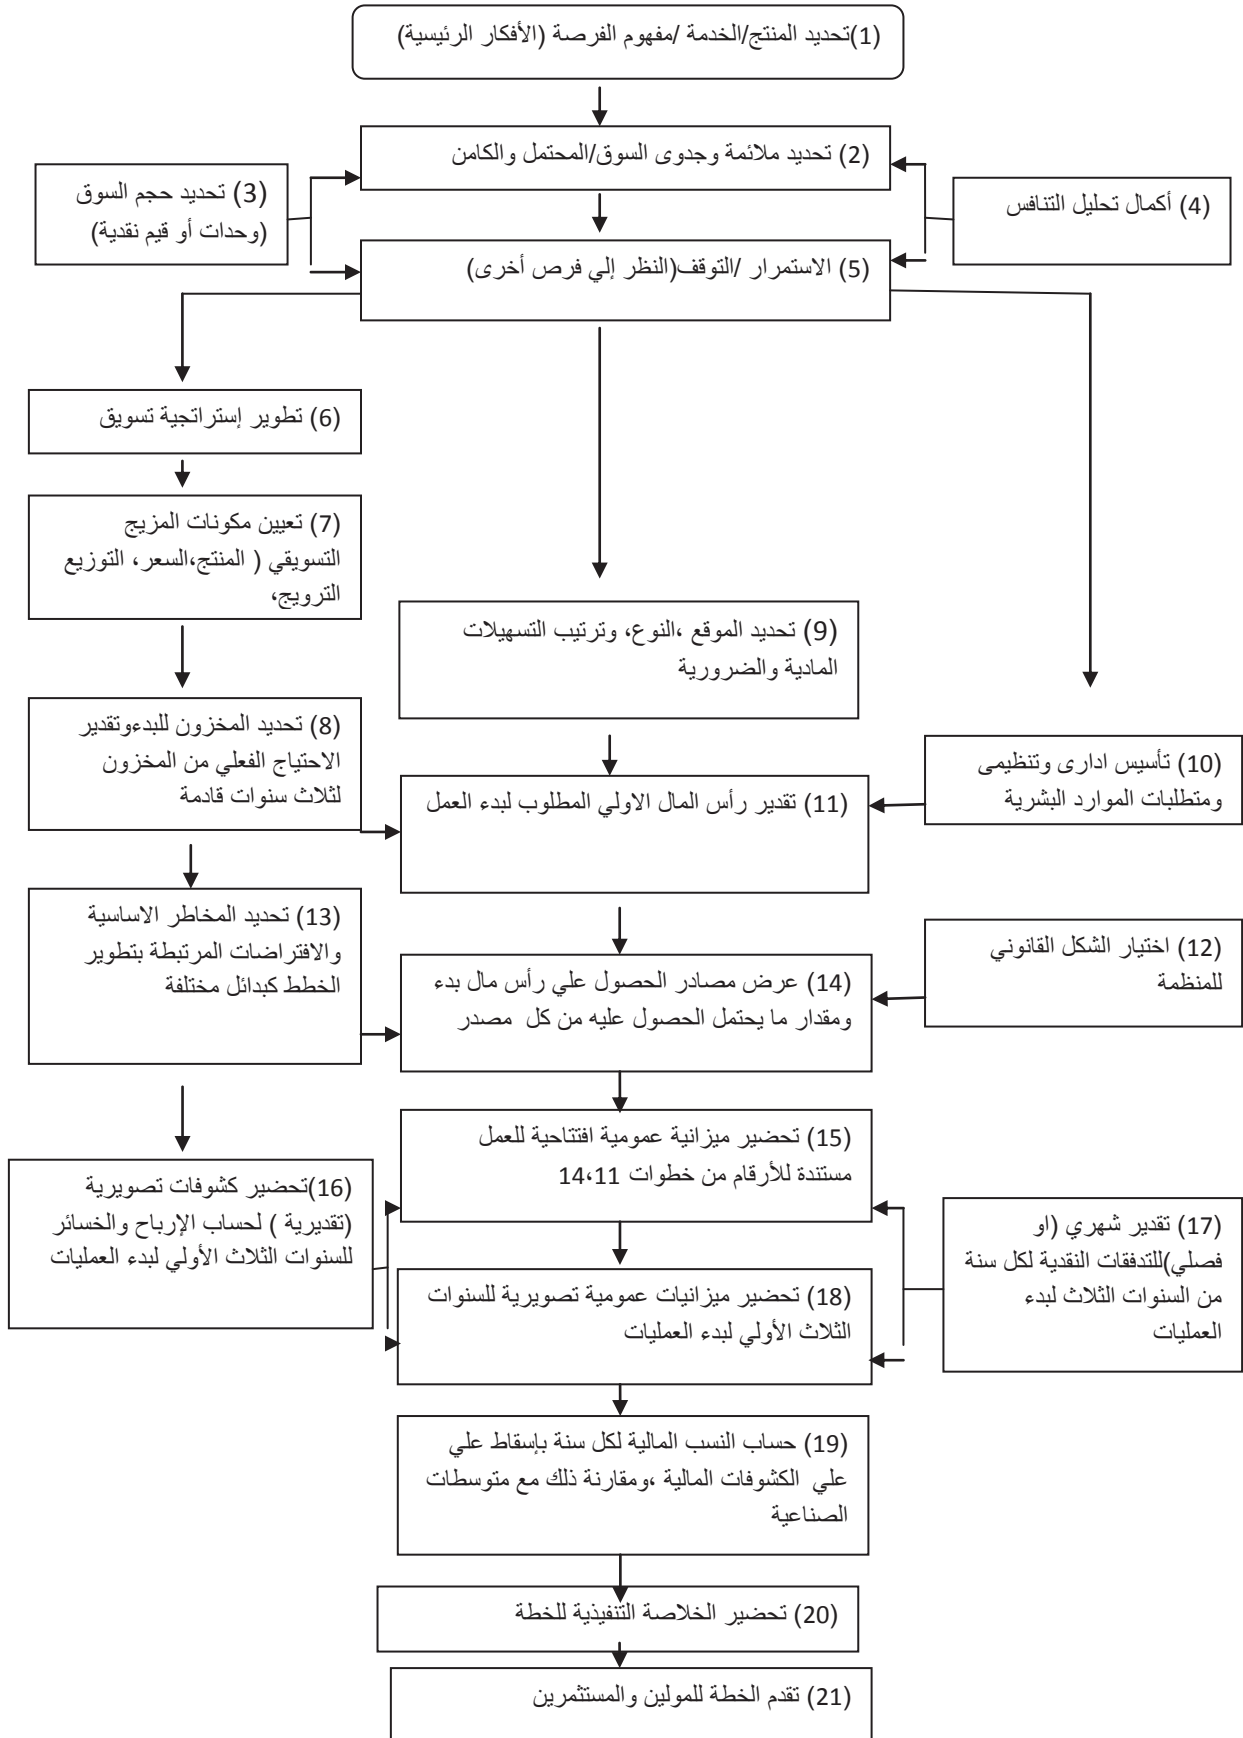 (1)تحديد المنتج/الخدمة /مفهوم الفرصة (الأفكار الرئيسية)
(2) تحديد ملائمة وجدوى السوق/المحتمل والكامن
(3) تحديد حجم السوق
(وحدات أو قيم نقدية)
(4) أكمال تحليل التنافس
(5) الاستمرار /التوقف(النظر إلي فرص أخرى)
(6) تطوير إستراتجية تسويق
(7) تعيين مكونات المزيج
التسويقي ( المنتج،السعر، التوزيع
الترويج،
(8) تحديد المخزون للبدءوتقدير
الاحتياج الفعلي من المخزون
لثلاث سنوات قادمة
(9) تحديد الموقع ،النوع، وترتيب التسهيلات
المادية والضرورية
(10) تأسيس ادارى وتنظيمى
ومتطلبات الموارد البشرية
(11) تقدير رأس المال الاولي المطلوب لبدء العمل
(12) اختيار الشكل القانوني
للمنظمة
(13) تحديد المخاطر الاساسية
والافتراضات المرتبطة بتطوير
الخطط كبدائل مختلفة
(14) عرض مصادر الحصول علي رأس مال بدء
ومقدار ما يحتمل الحصول عليه من كل مصدر
(15) تحضير ميزانية عمومية افتتاحية للعمل
مستندة للأرقام من خطوات 14،11
(16)تحضير كشوفات تصويرية
(تقديرية ) لحساب الإرباح والخسائر
للسنوات الثلاث الأولي لبدء العمليات
(17) تقدير شهري (او
فصلي)للتدفقات النقدية لكل سنة
من السنوات الثلاث لبدء
العمليات
(18) تحضير ميزانيات عمومية تصويرية للسنوات
الثلاث الأولي لبدء العمليات
(19) حساب النسب المالية لكل سنة بإسقاط علي
علي الكشوفات المالية ،ومقارنة ذلك مع متوسطات
الصناعية
(20) تحضير الخلاصة التنفيذية للخطة
(21) تقدم الخطة للمولين والمستثمرين